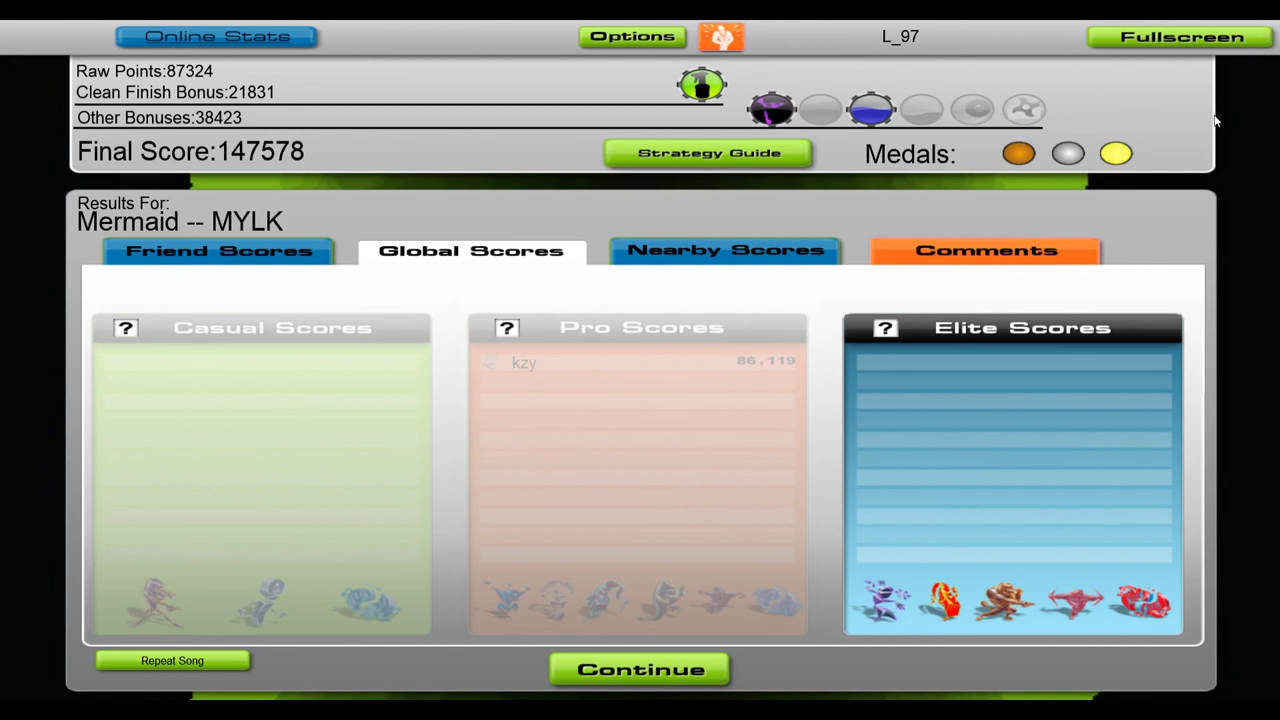 Online Stats
Options
L_97
Fullscreen
Raw Points:87324
Clean Finish Bonus:21831
Other Bonuses:38423
Final Score:147578
Strategy Guide
Medals:
Results For:
Mermaid -- MYLK
Friend Scores
Global Scores
Nearby Scores
Comments
? Casual Scores
? Pro Scores
? Elite Scores
kzy 86.119
Repeat Song
Continue